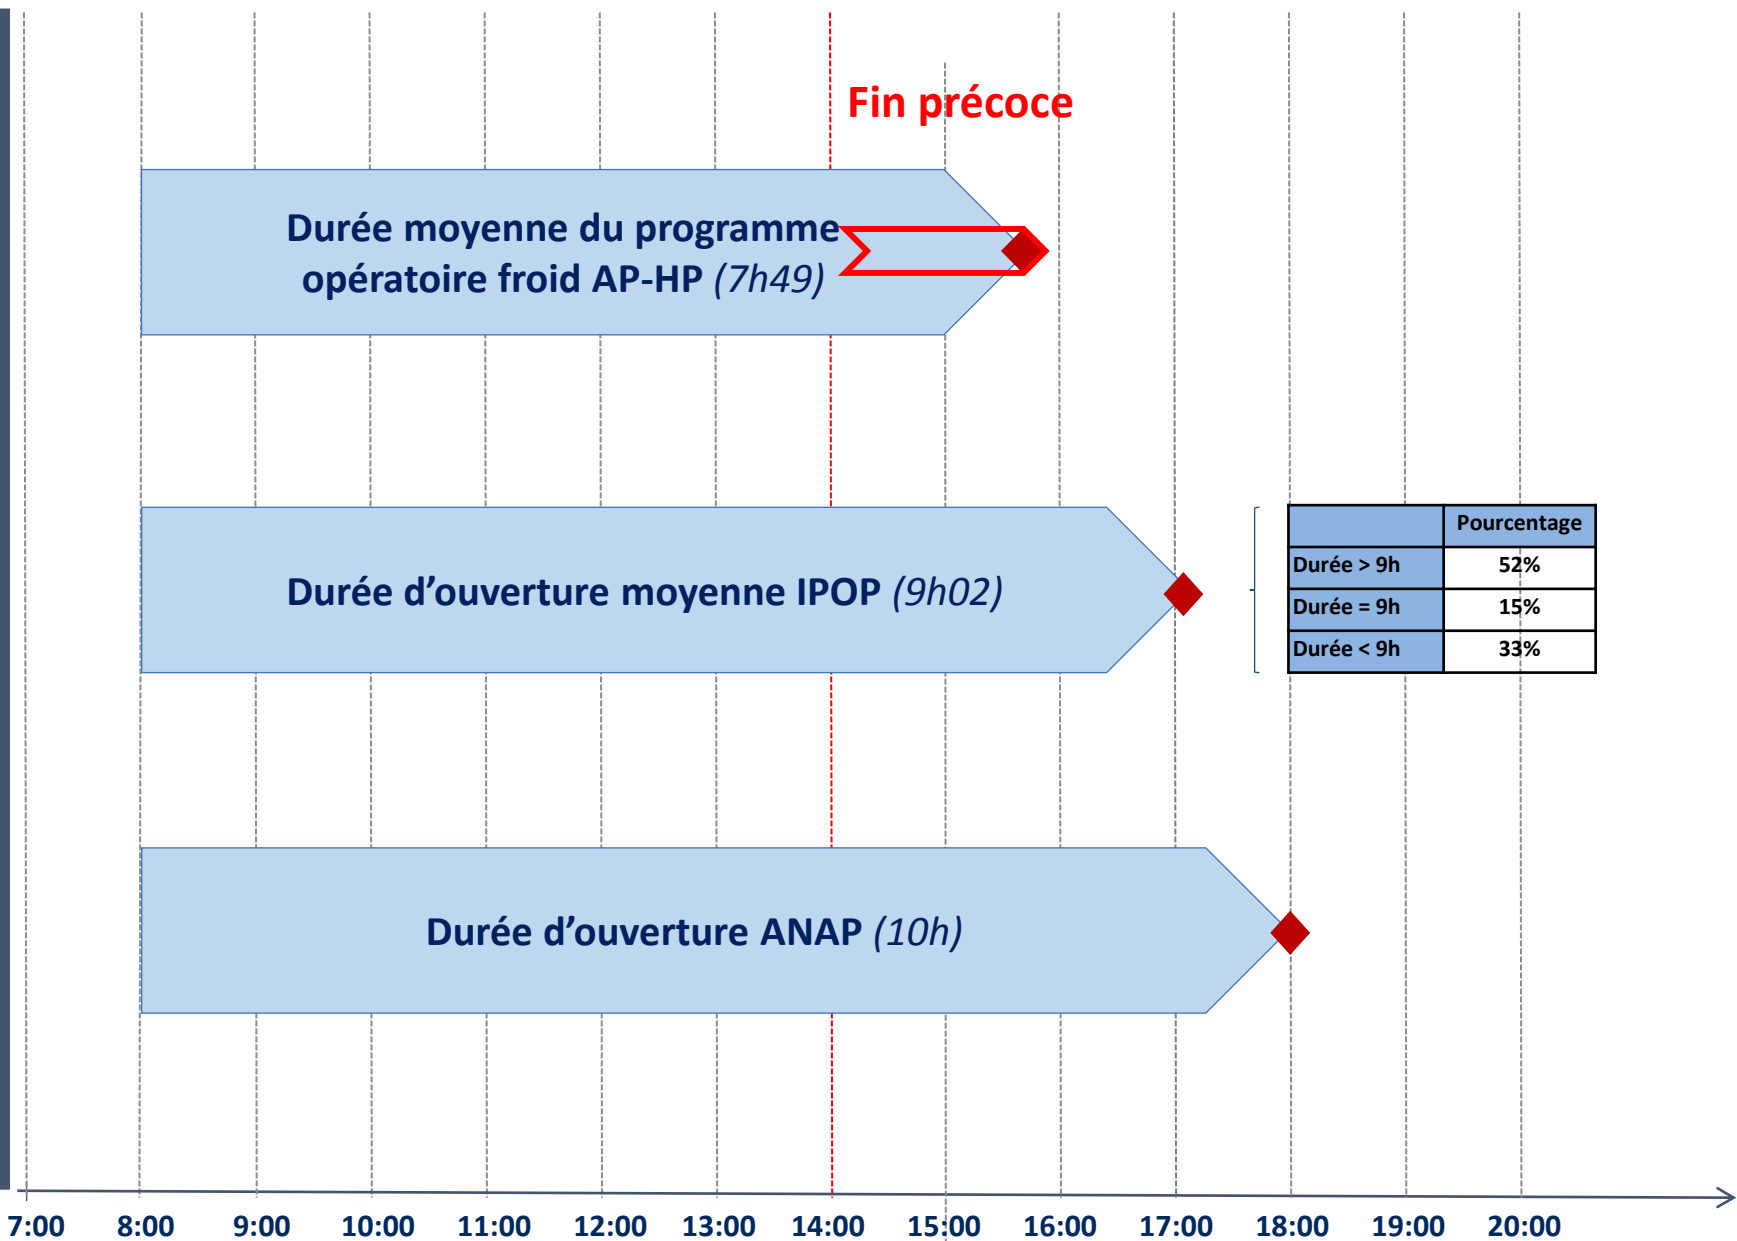 Fin précoce
Durée moyenne du programme
opératoire froid AP-HP (7h49)
Durée d’ouverture moyenne IPOP (9h02)
Pourcentage
Durée > 9h 52%
Durée = 9h 15%
Durée < 9h 33%
Durée d’ouverture ANAP (10h)
7:00 8:00 9:00 10:00 11:00 12:00 13:00 14:00 15:00 16:00 17:00 18:00 19:00 20:00